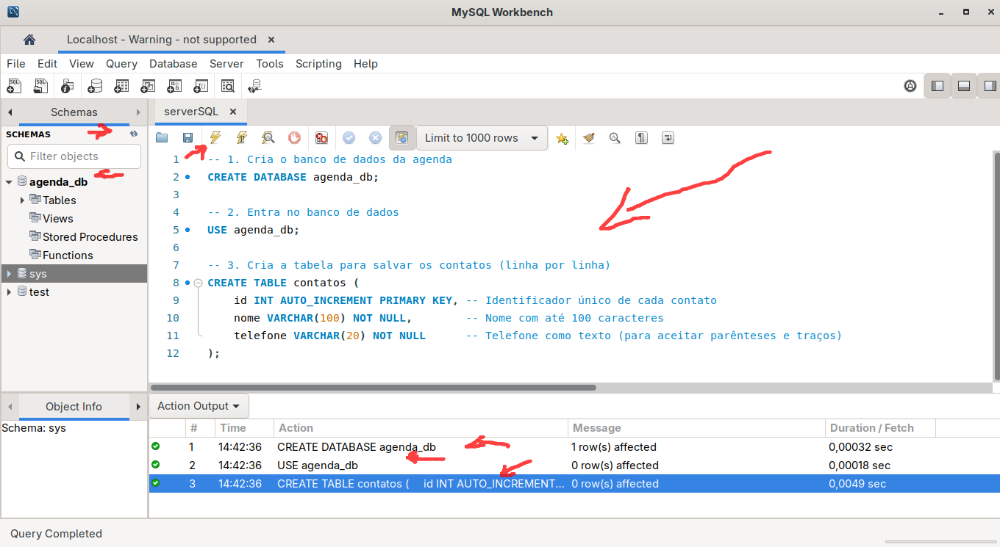 MySQL Workbench
Localhost - Warning - not supported
File Edit View Query Database Server Tools Scripting Help
Schemas
SCHEMAS
Filter objects
agenda_db
Tables
Views
Stored Procedures
Functions
sys
test
serverSQL
Limit to 1000 rows
1 -- 1. Cria o banco de dados da agenda
2 CREATE DATABASE agenda_db;
3
4 -- 2. Entra no banco de dados
5 USE agenda_db;
6
7 -- 3. Cria a tabela para salvar os contatos (linha por linha)
8 CREATE TABLE contatos (
9 id INT AUTO_INCREMENT PRIMARY KEY, -- Identificador único de cada contato
10 nome VARCHAR(100) NOT NULL, -- Nome com até 100 caracteres
11 telefone VARCHAR(20) NOT NULL -- Telefone como texto (para aceitar parênteses e traços)
12 );
Object Info
Schema: sys
Action Output
# Time Action Message Duration / Fetch
1 14:42:36 CREATE DATABASE agenda_db 1 row(s) affected 0,00032 sec
2 14:42:36 USE agenda_db 0 row(s) affected 0,00018 sec
3 14:42:36 CREATE TABLE contatos ( id INT AUTO_INCREMENT... 0 row(s) affected 0,0049 sec
Query Completed